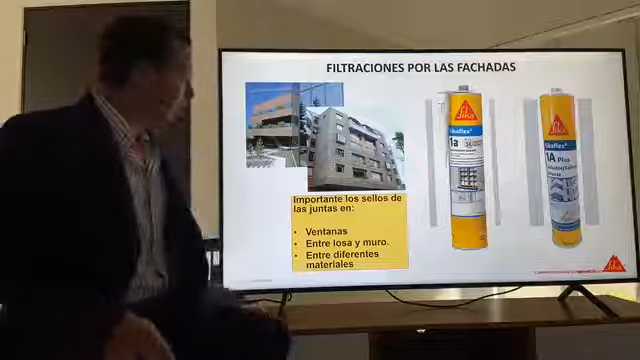 FILTRACIONES POR LAS FACHADAS
Importante los sellos de
las juntas en:
• Ventanas
• Entre losa y muro.
• Entre diferentes
materiales
Sika
Sikaflex®
1a
Sika
Sikaflex®
1A Plus
Sika